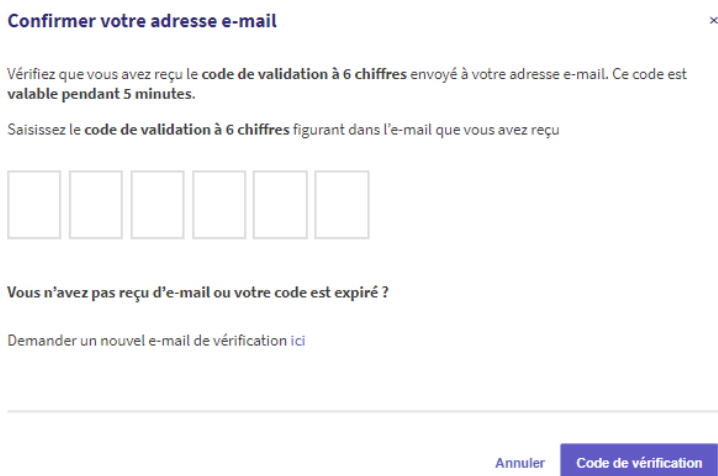 Confirmer votre adresse e-mail ×
Vérifiez que vous avez reçu le code de validation à 6 chiffres envoyé à votre adresse e-mail. Ce code est
valable pendant 5 minutes.
Saisissez le code de validation à 6 chiffres figurant dans l'e-mail que vous avez reçu
Vous n'avez pas reçu d'e-mail ou votre code est expiré ?
Demander un nouvel e-mail de vérification ici
Annuler Code de vérification